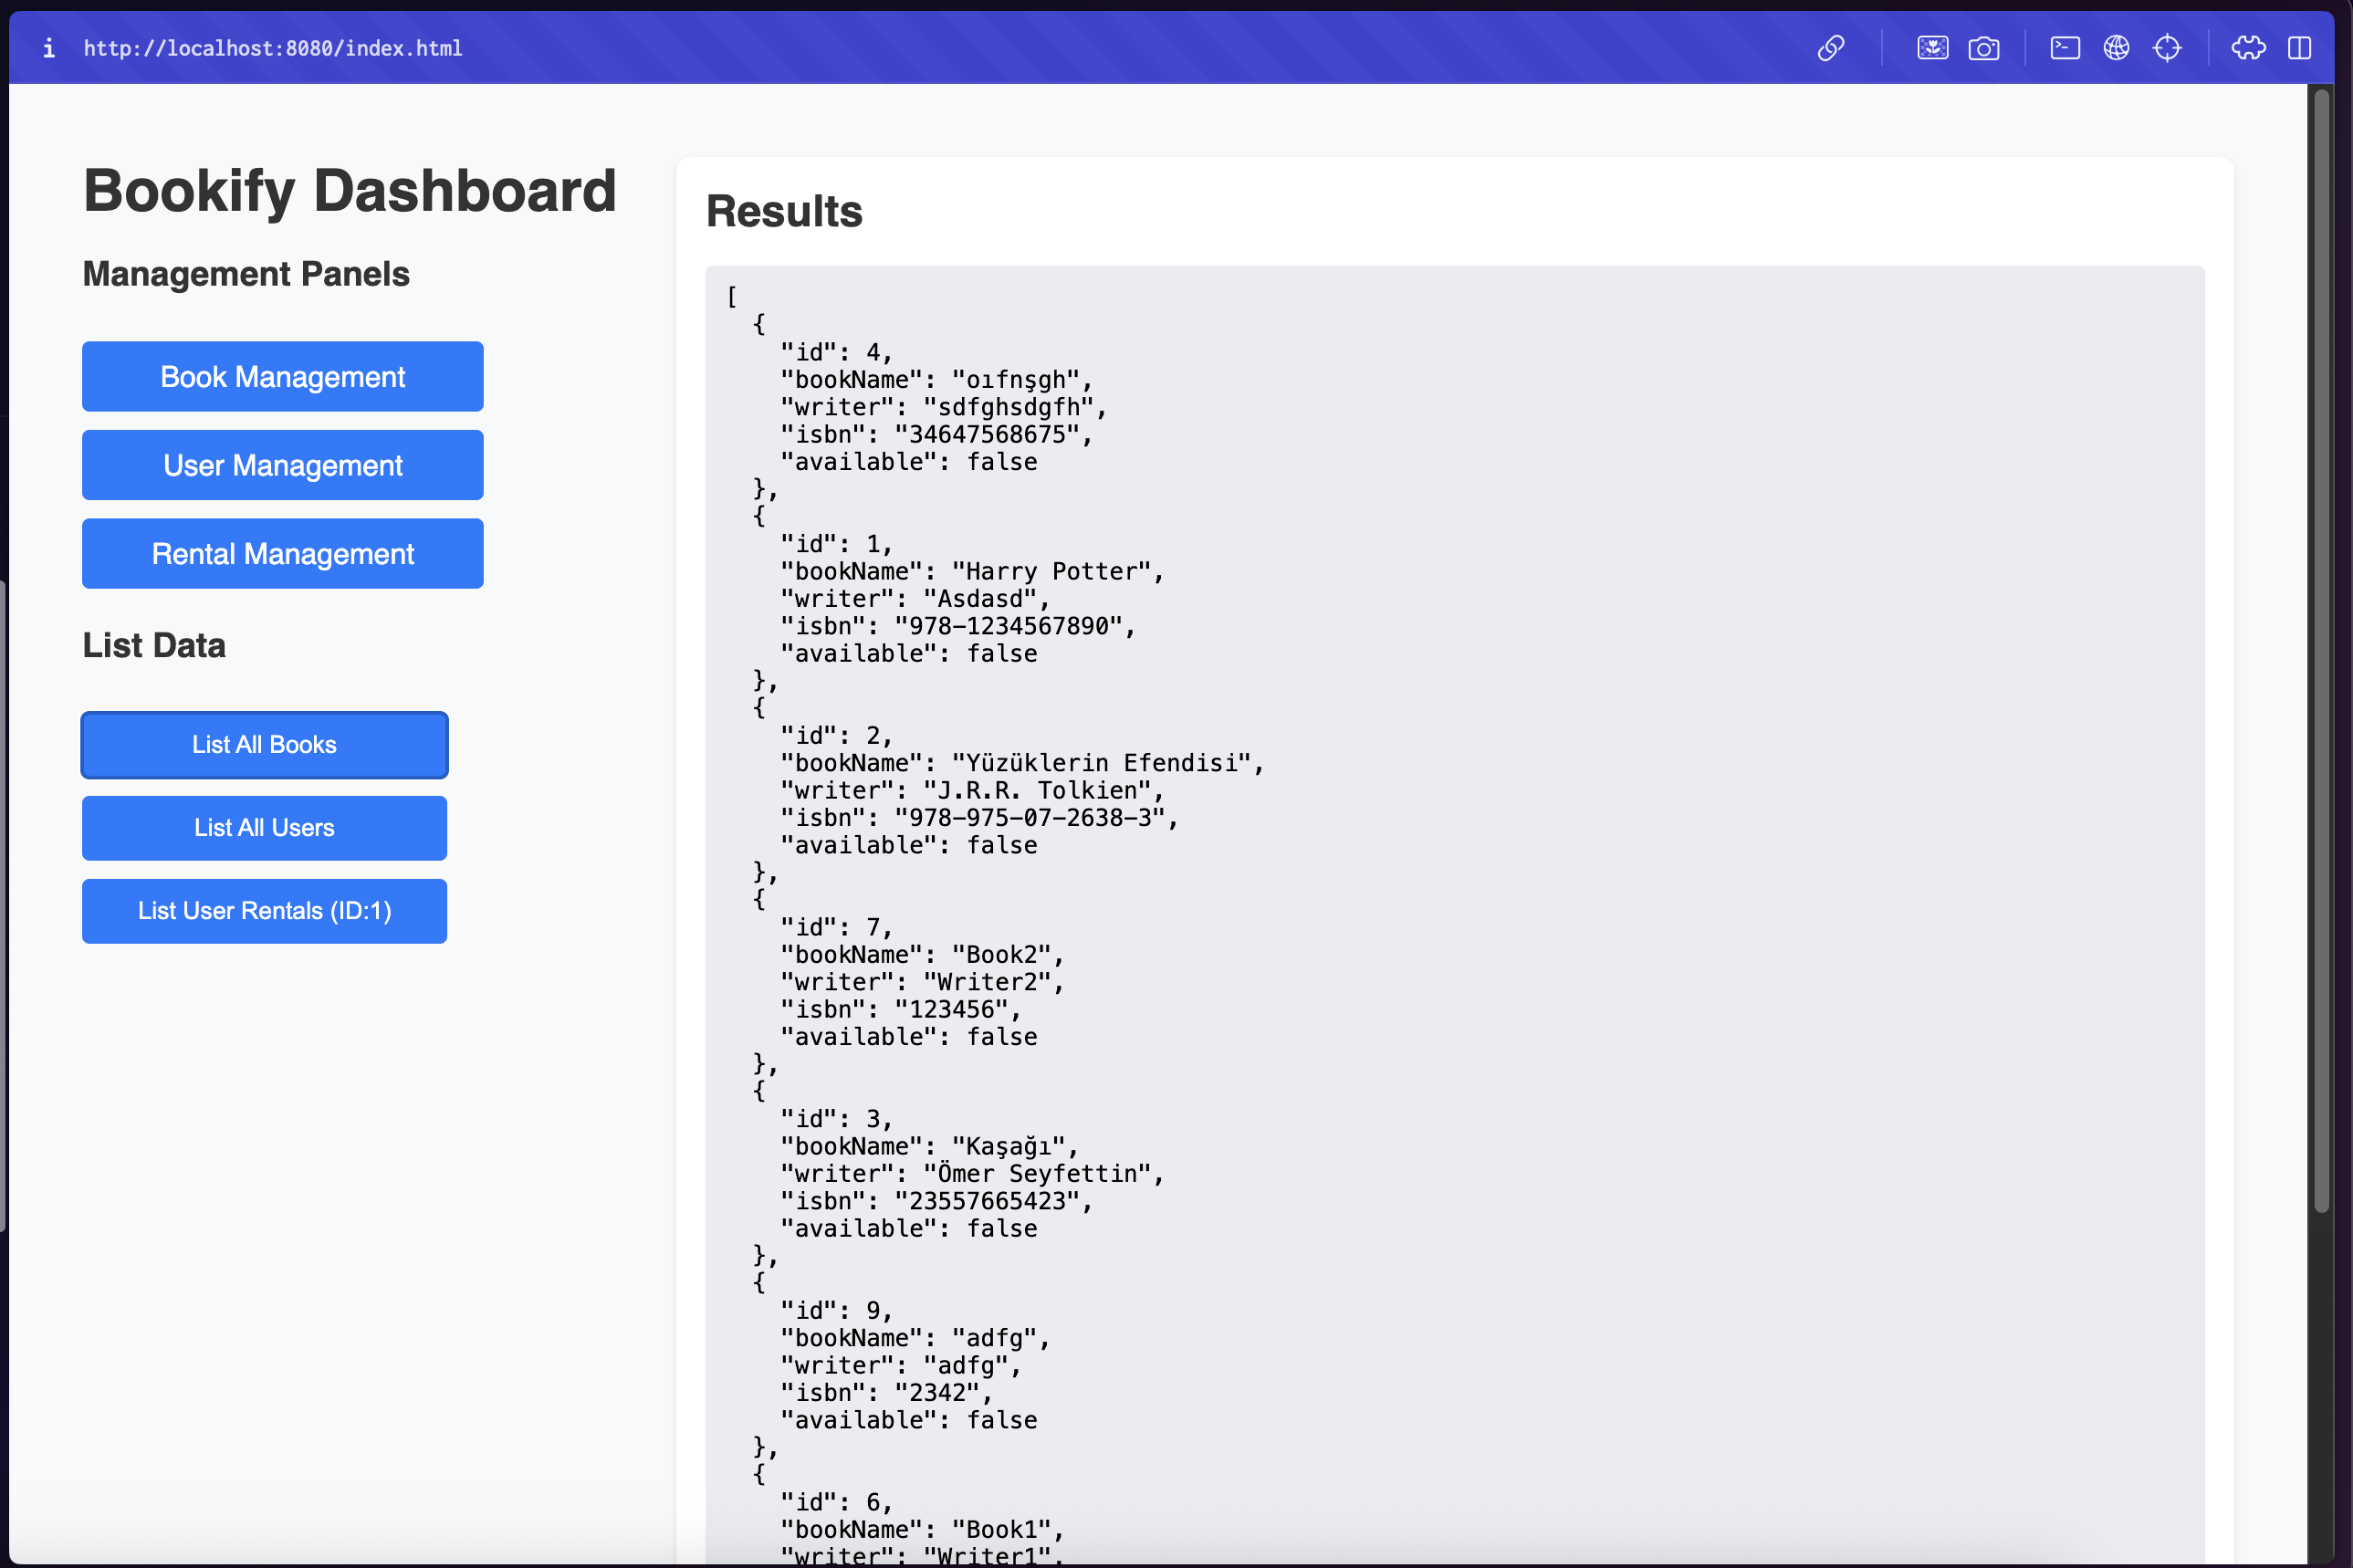 http://localhost:8080/index.html
Bookify Dashboard
Management Panels
Book Management
User Management
Rental Management
List Data
List All Books
List All Users
List User Rentals (ID:1)
Results
[
  {
    "id": 4,
    "bookName": "oıfnşgh",
    "writer": "sdfghsdgfh",
    "isbn": "34647568675",
    "available": false
  },
  {
    "id": 1,
    "bookName": "Harry Potter",
    "writer": "Asdasd",
    "isbn": "978-1234567890",
    "available": false
  },
  {
    "id": 2,
    "bookName": "Yüzüklerin Efendisi",
    "writer": "J.R.R. Tolkien",
    "isbn": "978-975-07-2638-3",
    "available": false
  },
  {
    "id": 7,
    "bookName": "Book2",
    "writer": "Writer2",
    "isbn": "123456",
    "available": false
  },
  {
    "id": 3,
    "bookName": "Kaşağı",
    "writer": "Ömer Seyfettin",
    "isbn": "23557665423",
    "available": false
  },
  {
    "id": 9,
    "bookName": "adfg",
    "writer": "adfg",
    "isbn": "2342",
    "available": false
  },
  {
    "id": 6,
    "bookName": "Book1",
    "writer": "Writer1",